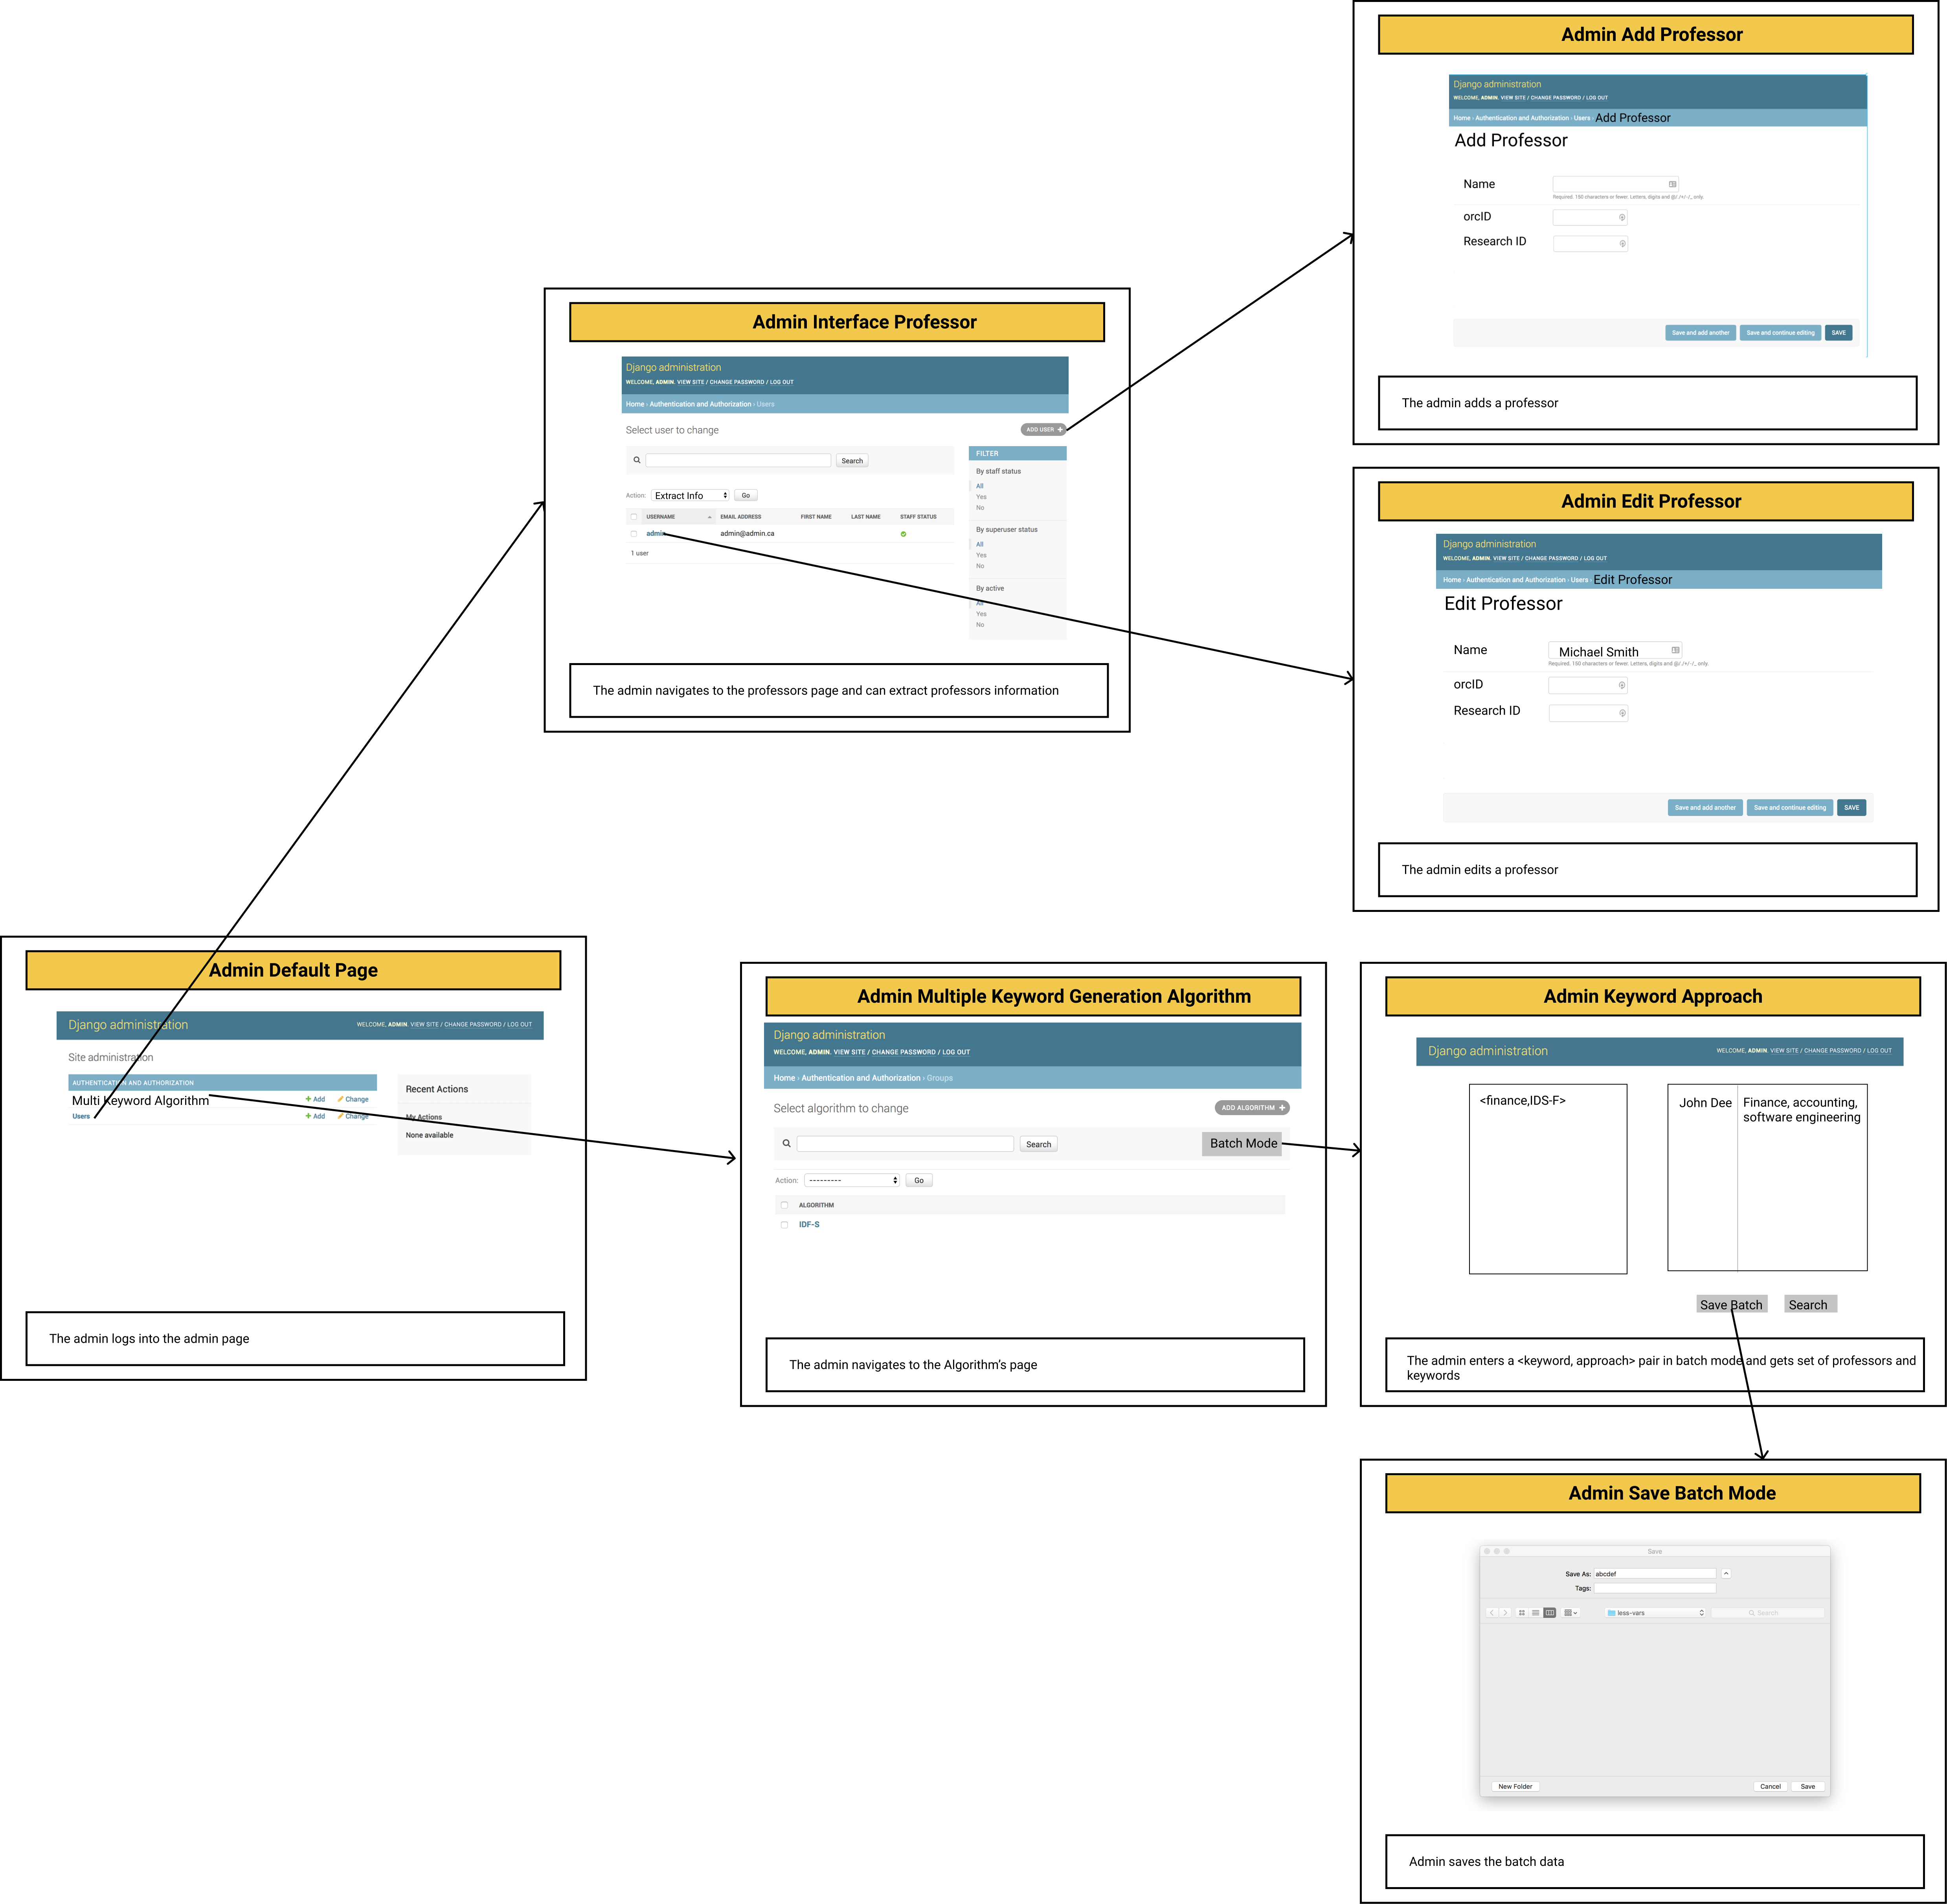 Admin Add Professor
Django administration
WELCOME, ADMIN. VIEW SITE / CHANGE PASSWORD / LOG OUT
Home › Authentication and Authorization › Users › Add Professor
Add Professor
Name
Required. 150 characters or fewer. Letters, digits and @/./+/-/_ only.
orcID
Research ID
Save and add another
Save and continue editing
SAVE
The admin adds a professor
Admin Interface Professor
Django administration
WELCOME, ADMIN. VIEW SITE / CHANGE PASSWORD / LOG OUT
Home › Authentication and Authorization › Users
Select user to change
ADD USER +
Search
Action: Extract Info Go
USERNAME EMAIL ADDRESS FIRST NAME LAST NAME STAFF STATUS
admin admin@admin.ca
1 user
FILTER
By staff status
All
Yes
No
By superuser status
All
Yes
No
By active
All
Yes
No
The admin navigates to the professors page and can extract professors information
Admin Edit Professor
Django administration
WELCOME, ADMIN. VIEW SITE / CHANGE PASSWORD / LOG OUT
Home › Authentication and Authorization › Users › Edit Professor
Edit Professor
Name Michael Smith
Required. 150 characters or fewer. Letters, digits and @/./+/-/_ only.
orcID
Research ID
Save and add another
Save and continue editing
SAVE
The admin edits a professor
Admin Default Page
Django administration
WELCOME, ADMIN. VIEW SITE / CHANGE PASSWORD / LOG OUT
Site administration
AUTHENTICATION AND AUTHORIZATION
Multi Keyword Algorithm + Add Change
Users + Add Change
Recent Actions
My Actions
None available
The admin logs into the admin page
Admin Multiple Keyword Generation Algorithm
Django administration
WELCOME, ADMIN. VIEW SITE / CHANGE PASSWORD / LOG OUT
Home › Authentication and Authorization › Groups
Select algorithm to change
ADD ALGORITHM +
Search
Batch Mode
Action: --------- Go
ALGORITHM
IDF-S
The admin navigates to the Algorithm's page
Admin Keyword Approach
Django administration
WELCOME, ADMIN. VIEW SITE / CHANGE PASSWORD / LOG OUT
<finance,IDS-F>
John Dee
Finance, accounting,
software engineering
Save Batch
Search
The admin enters a <keyword, approach> pair in batch mode and gets set of professors and
keywords
Admin Save Batch Mode
Save
Save As: abcdef
Tags:
less-vars
Search
New Folder
Cancel
Save
Admin saves the batch data